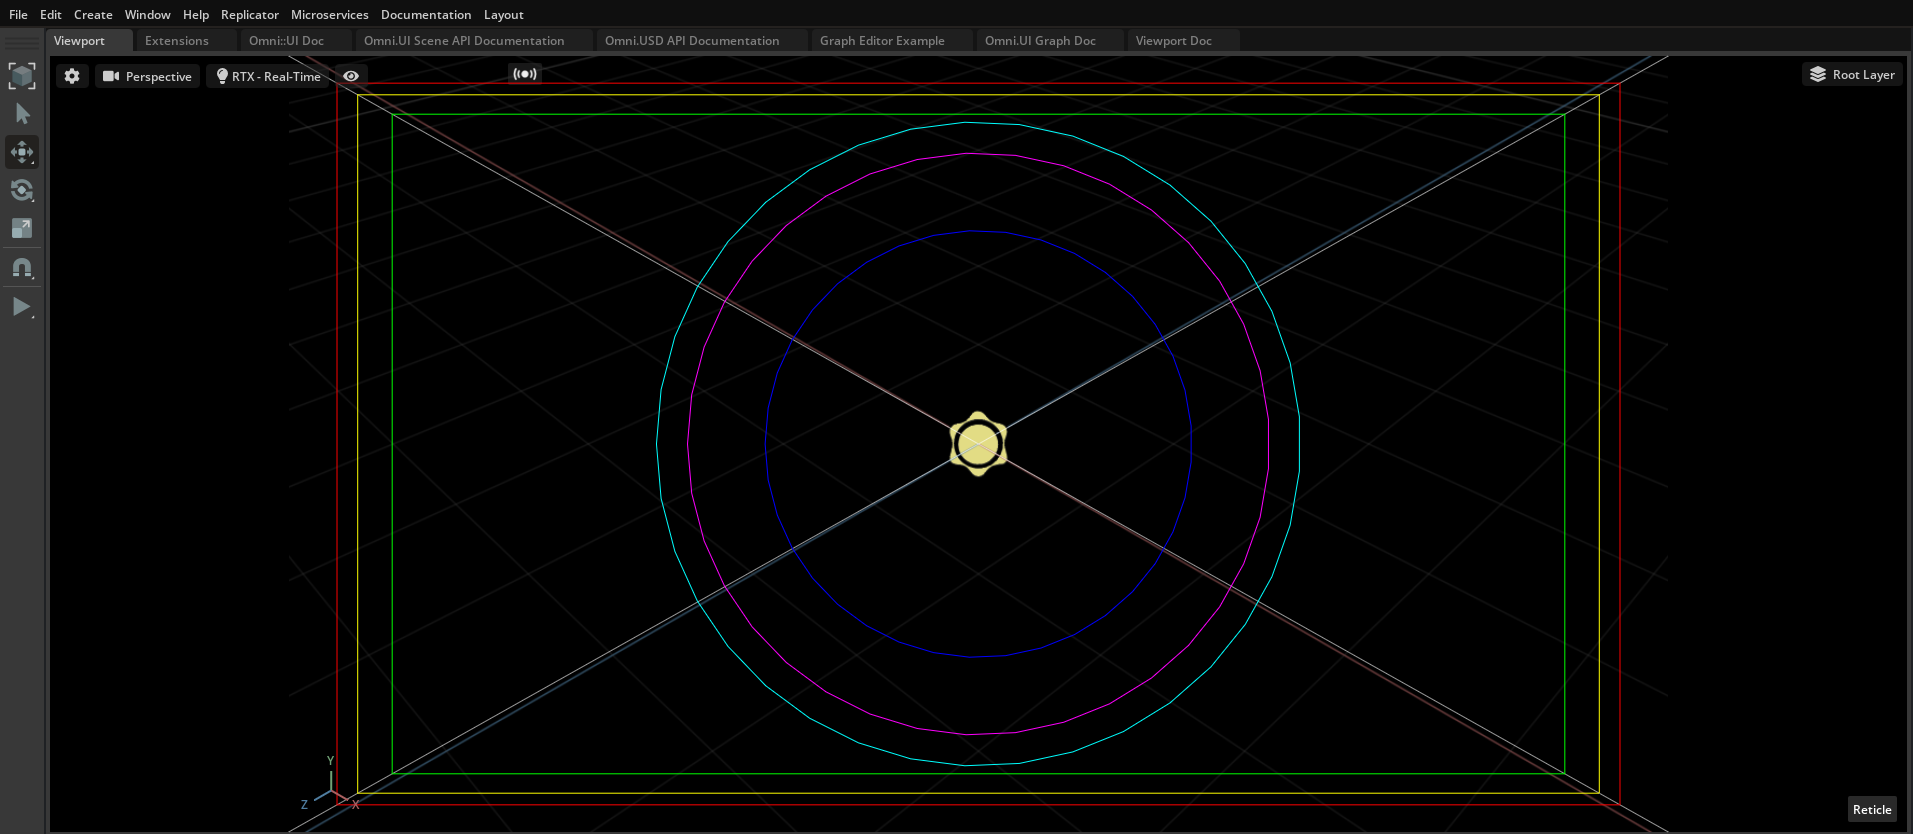 File Edit Create Window Help Replicator Microservices Documentation Layout
Viewport Extensions Omni::UI Doc Omni.UI Scene API Documentation Omni.USD API Documentation Graph Editor Example Omni.UI Graph Doc Viewport Doc
Perspective RTX - Real-Time Root Layer
Y
Z X
Reticle